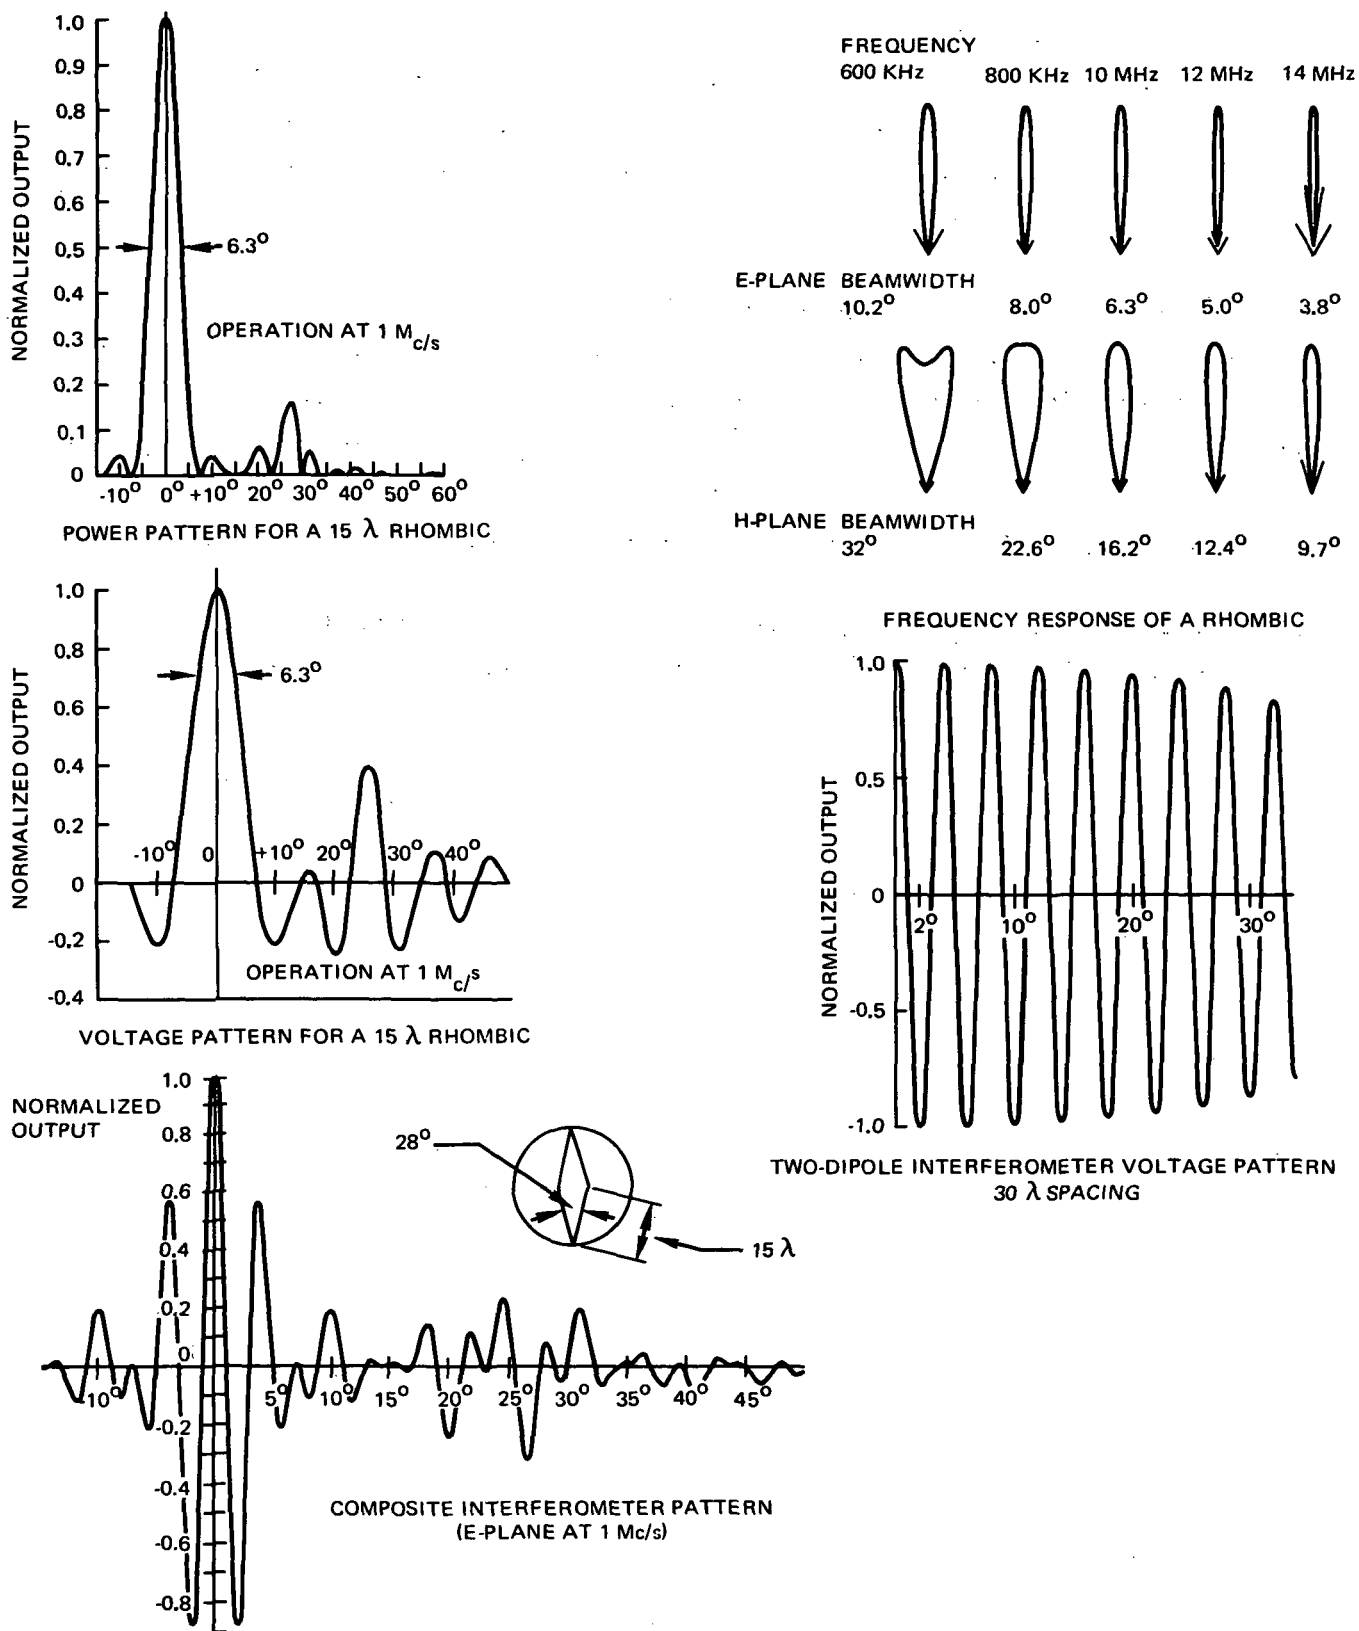 1.0
0.9
0.8
0.7
0.6
0.5
0.4
0.3
0.2
0.1
0
NORMALIZED OUTPUT
6.3°
OPERATION AT 1 Mc/s
-10° 0° +10° 20° 30° 40° 50° 60°
POWER PATTERN FOR A 15 λ RHOMBIC
FREQUENCY
600 KHz 800 KHz 10 MHz 12 MHz 14 MHz
E-PLANE BEAMWIDTH
10.2° 8.0° 6.3° 5.0° 3.8°
H-PLANE BEAMWIDTH
32° 22.6° 16.2° 12.4° 9.7°
FREQUENCY RESPONSE OF A RHOMBIC
1.0
0.8
0.6
0.4
0.2
0
-0.2
-0.4
NORMALIZED OUTPUT
6.3°
-10° 0 +10° 20° 30° 40°
OPERATION AT 1 Mc/s
VOLTAGE PATTERN FOR A 15 λ RHOMBIC
1.0
0.5
0
-0.5
-1.0
NORMALIZED OUTPUT
2° 10° 20° 30°
TWO-DIPOLE INTERFEROMETER VOLTAGE PATTERN
30 λ SPACING
NORMALIZED
OUTPUT
1.0
0.8
0.6
0.4
0.2
0
-0.2
-0.4
-0.6
-0.8
28°
15 λ
-10° 5° 10° 15° 20° 25° 30° 35° 40° 45°
COMPOSITE INTERFEROMETER PATTERN
(E-PLANE AT 1 Mc/s)